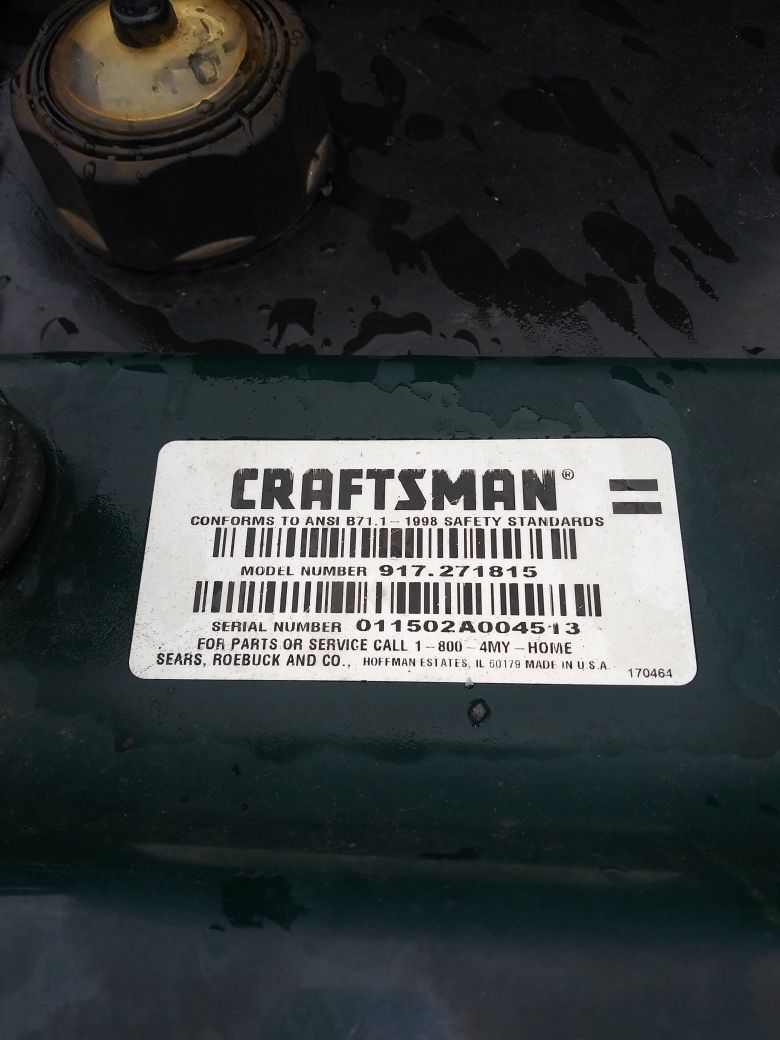 CRAFTSMAN®
CONFORMS TO ANSI B71.1-1998 SAFETY STANDARDS
MODEL NUMBER 917.271815
SERIAL NUMBER 011502A004513
FOR PARTS OR SERVICE CALL 1-800-4MY-HOME
SEARS, ROEBUCK AND CO., HOFFMAN ESTATES, IL 60179 MADE IN U.S.A.
170464